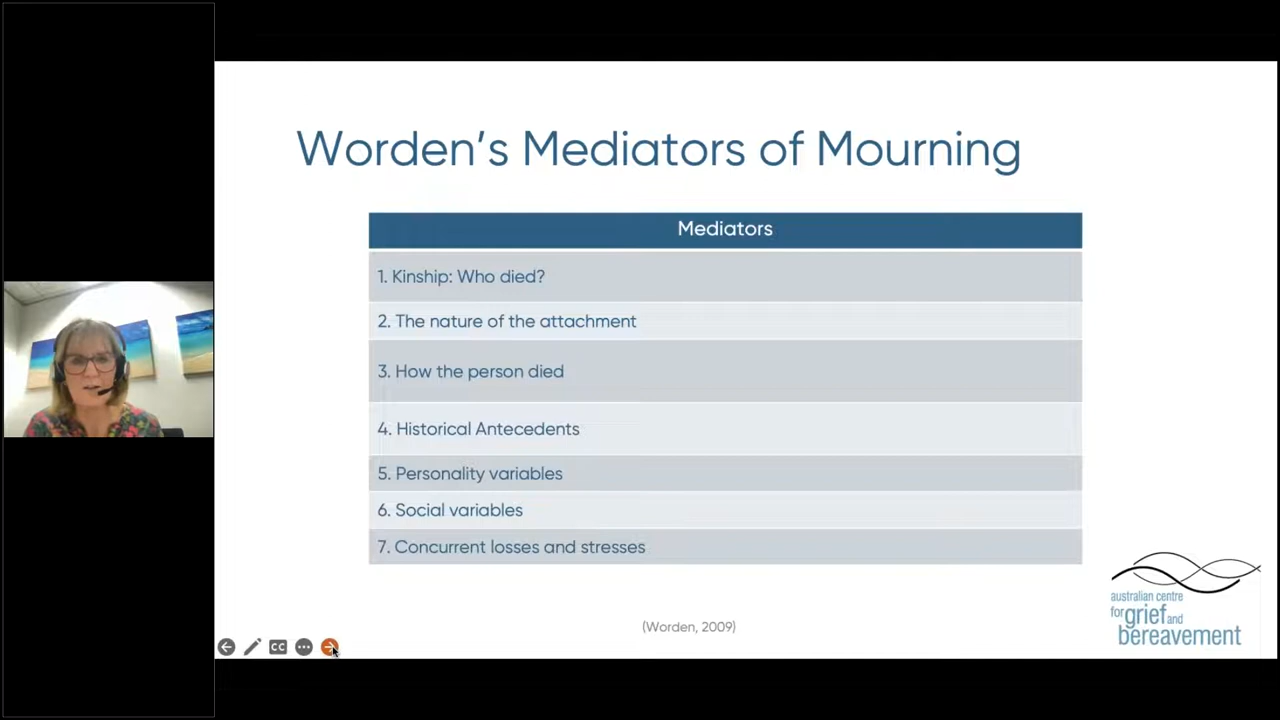 Worden's Mediators of Mourning
Mediators
1. Kinship: Who died?
2. The nature of the attachment
3. How the person died
4. Historical Antecedents
5. Personality variables
6. Social variables
7. Concurrent losses and stresses
(Worden, 2009)
australian centre
for grief and
bereavement
CC